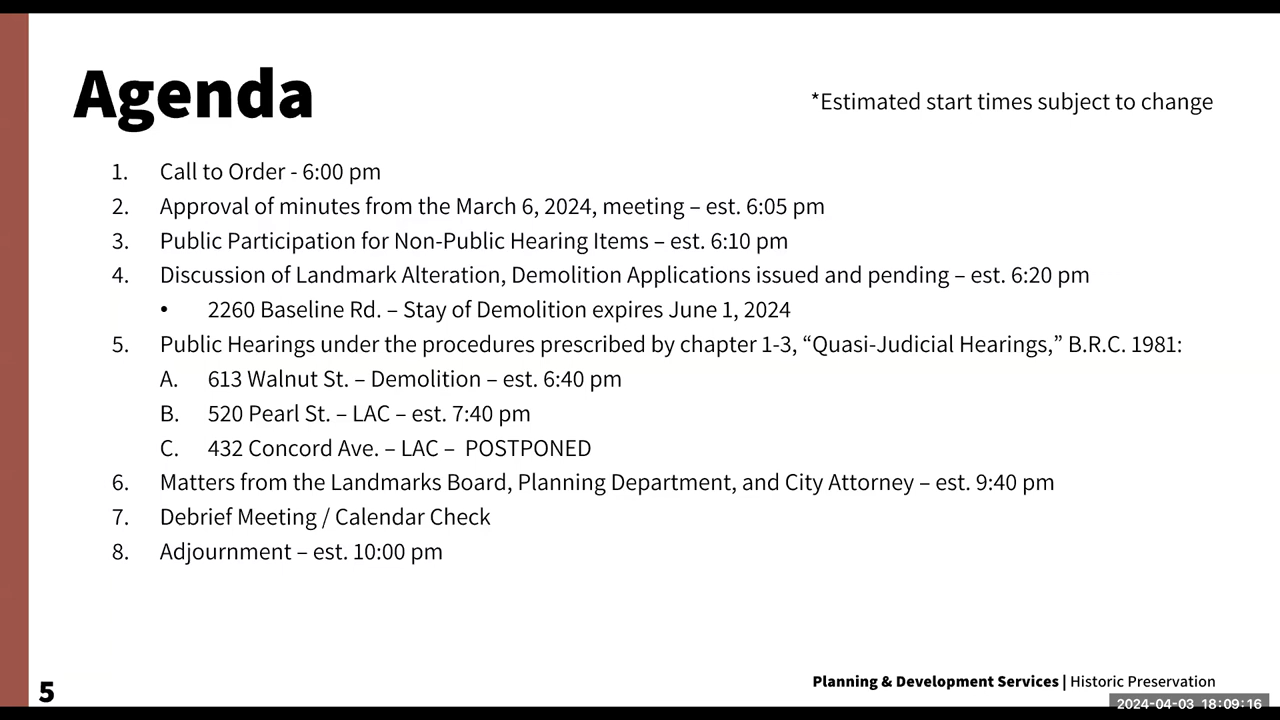 Agenda
*Estimated start times subject to change
1. Call to Order - 6:00 pm
2. Approval of minutes from the March 6, 2024, meeting – est. 6:05 pm
3. Public Participation for Non-Public Hearing Items – est. 6:10 pm
4. Discussion of Landmark Alteration, Demolition Applications issued and pending – est. 6:20 pm
• 2260 Baseline Rd. – Stay of Demolition expires June 1, 2024
5. Public Hearings under the procedures prescribed by chapter 1-3, “Quasi-Judicial Hearings,” B.R.C. 1981:
A. 613 Walnut St. – Demolition – est. 6:40 pm
B. 520 Pearl St. – LAC – est. 7:40 pm
C. 432 Concord Ave. – LAC – POSTPONED
6. Matters from the Landmarks Board, Planning Department, and City Attorney – est. 9:40 pm
7. Debrief Meeting / Calendar Check
8. Adjournment – est. 10:00 pm
5
Planning & Development Services | Historic Preservation
2024-04-03 18:09:16